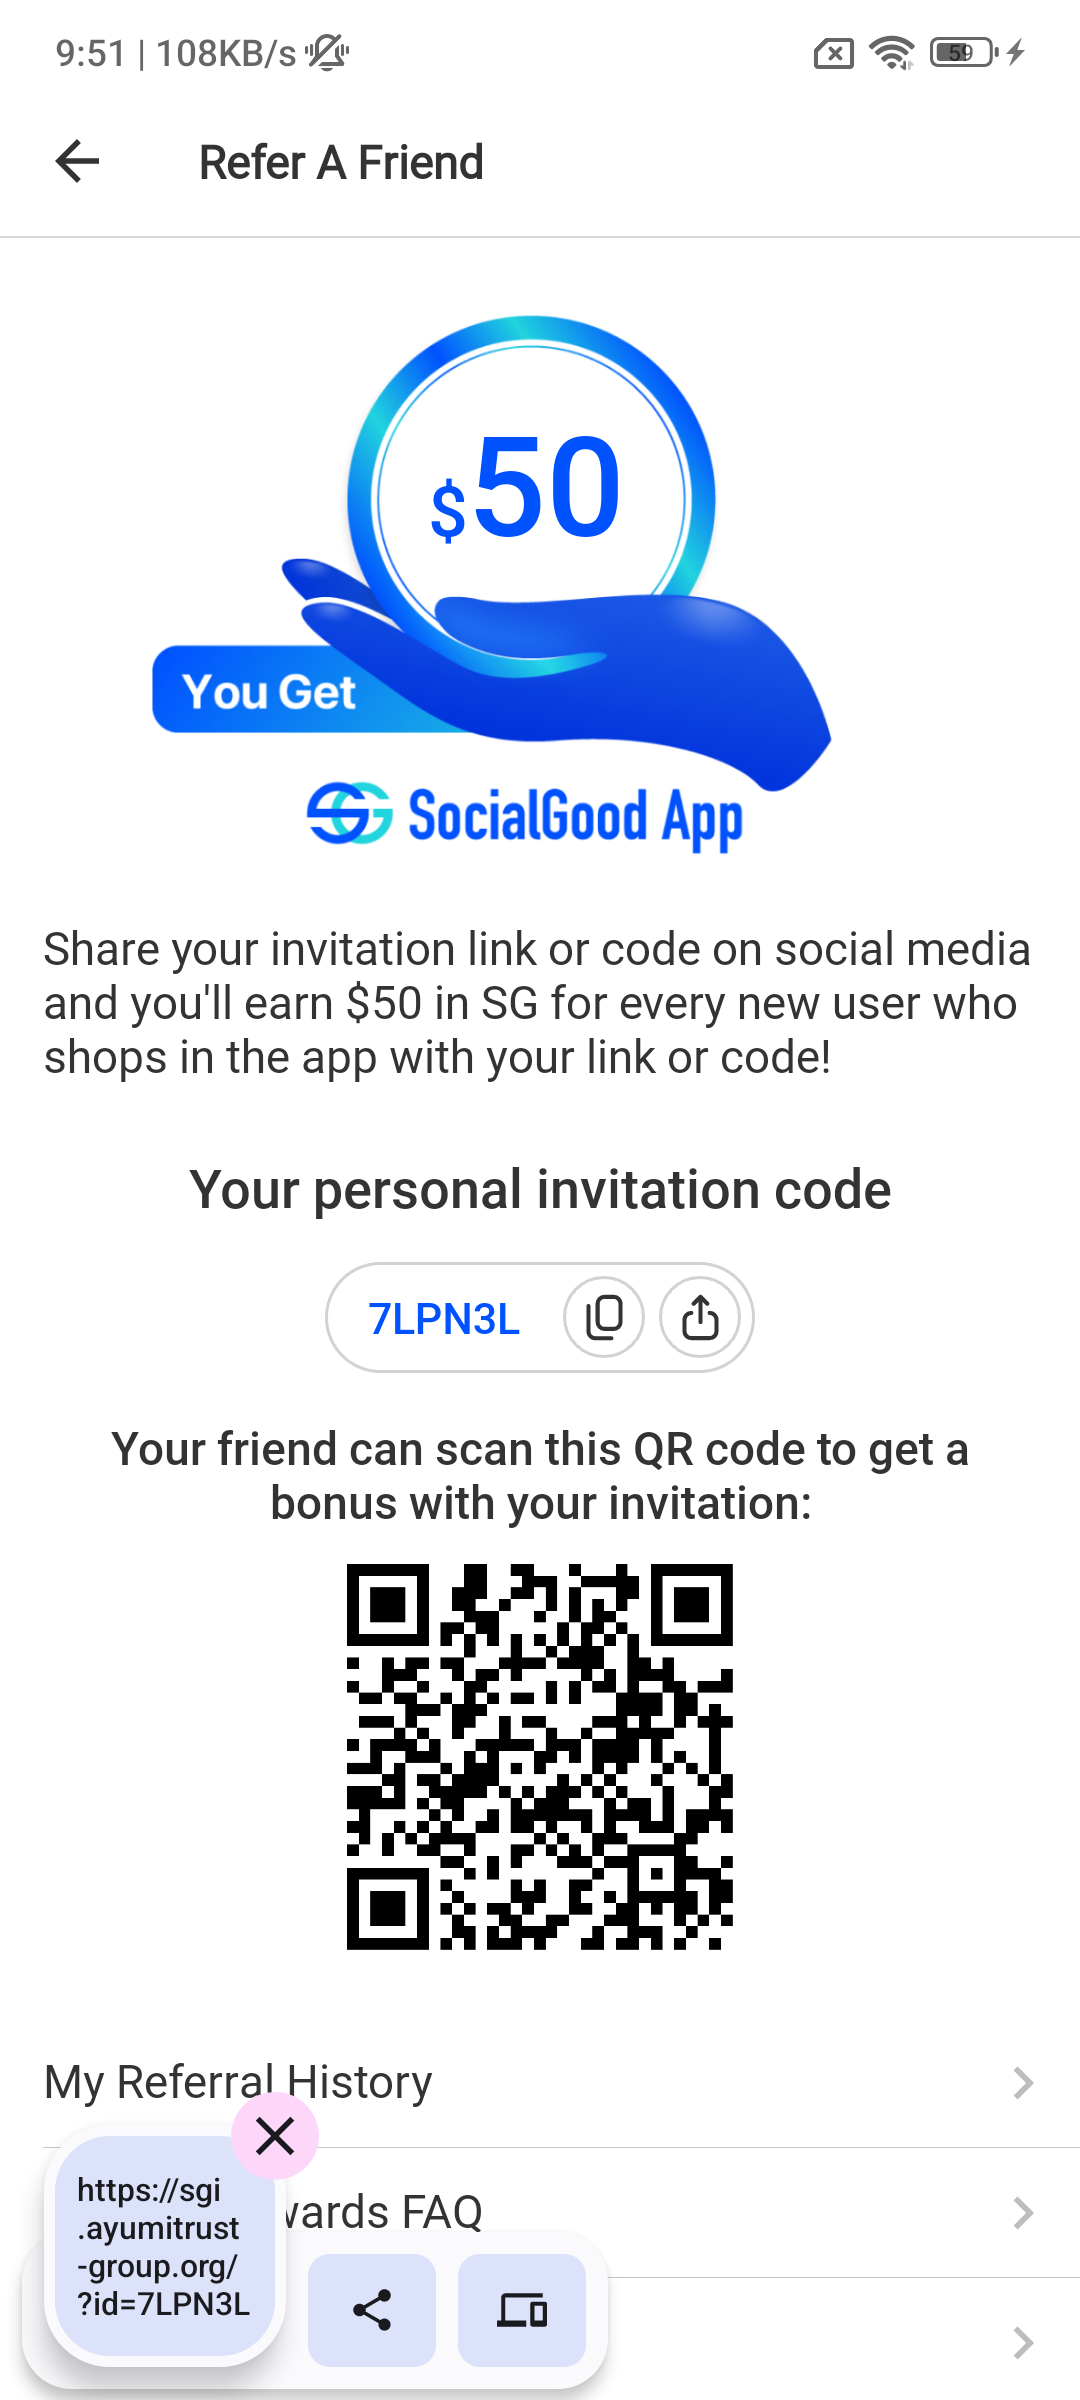 9:51 | 108KB/s
59
Refer A Friend
$50
You Get
SocialGood App
Share your invitation link or code on social media
and you'll earn $50 in SG for every new user who
shops in the app with your link or code!
Your personal invitation code
7LPN3L
Your friend can scan this QR code to get a
bonus with your invitation:
My Referral History
FAQ
https://sgi
.ayumitrust
-group.org/
?id=7LPN3L